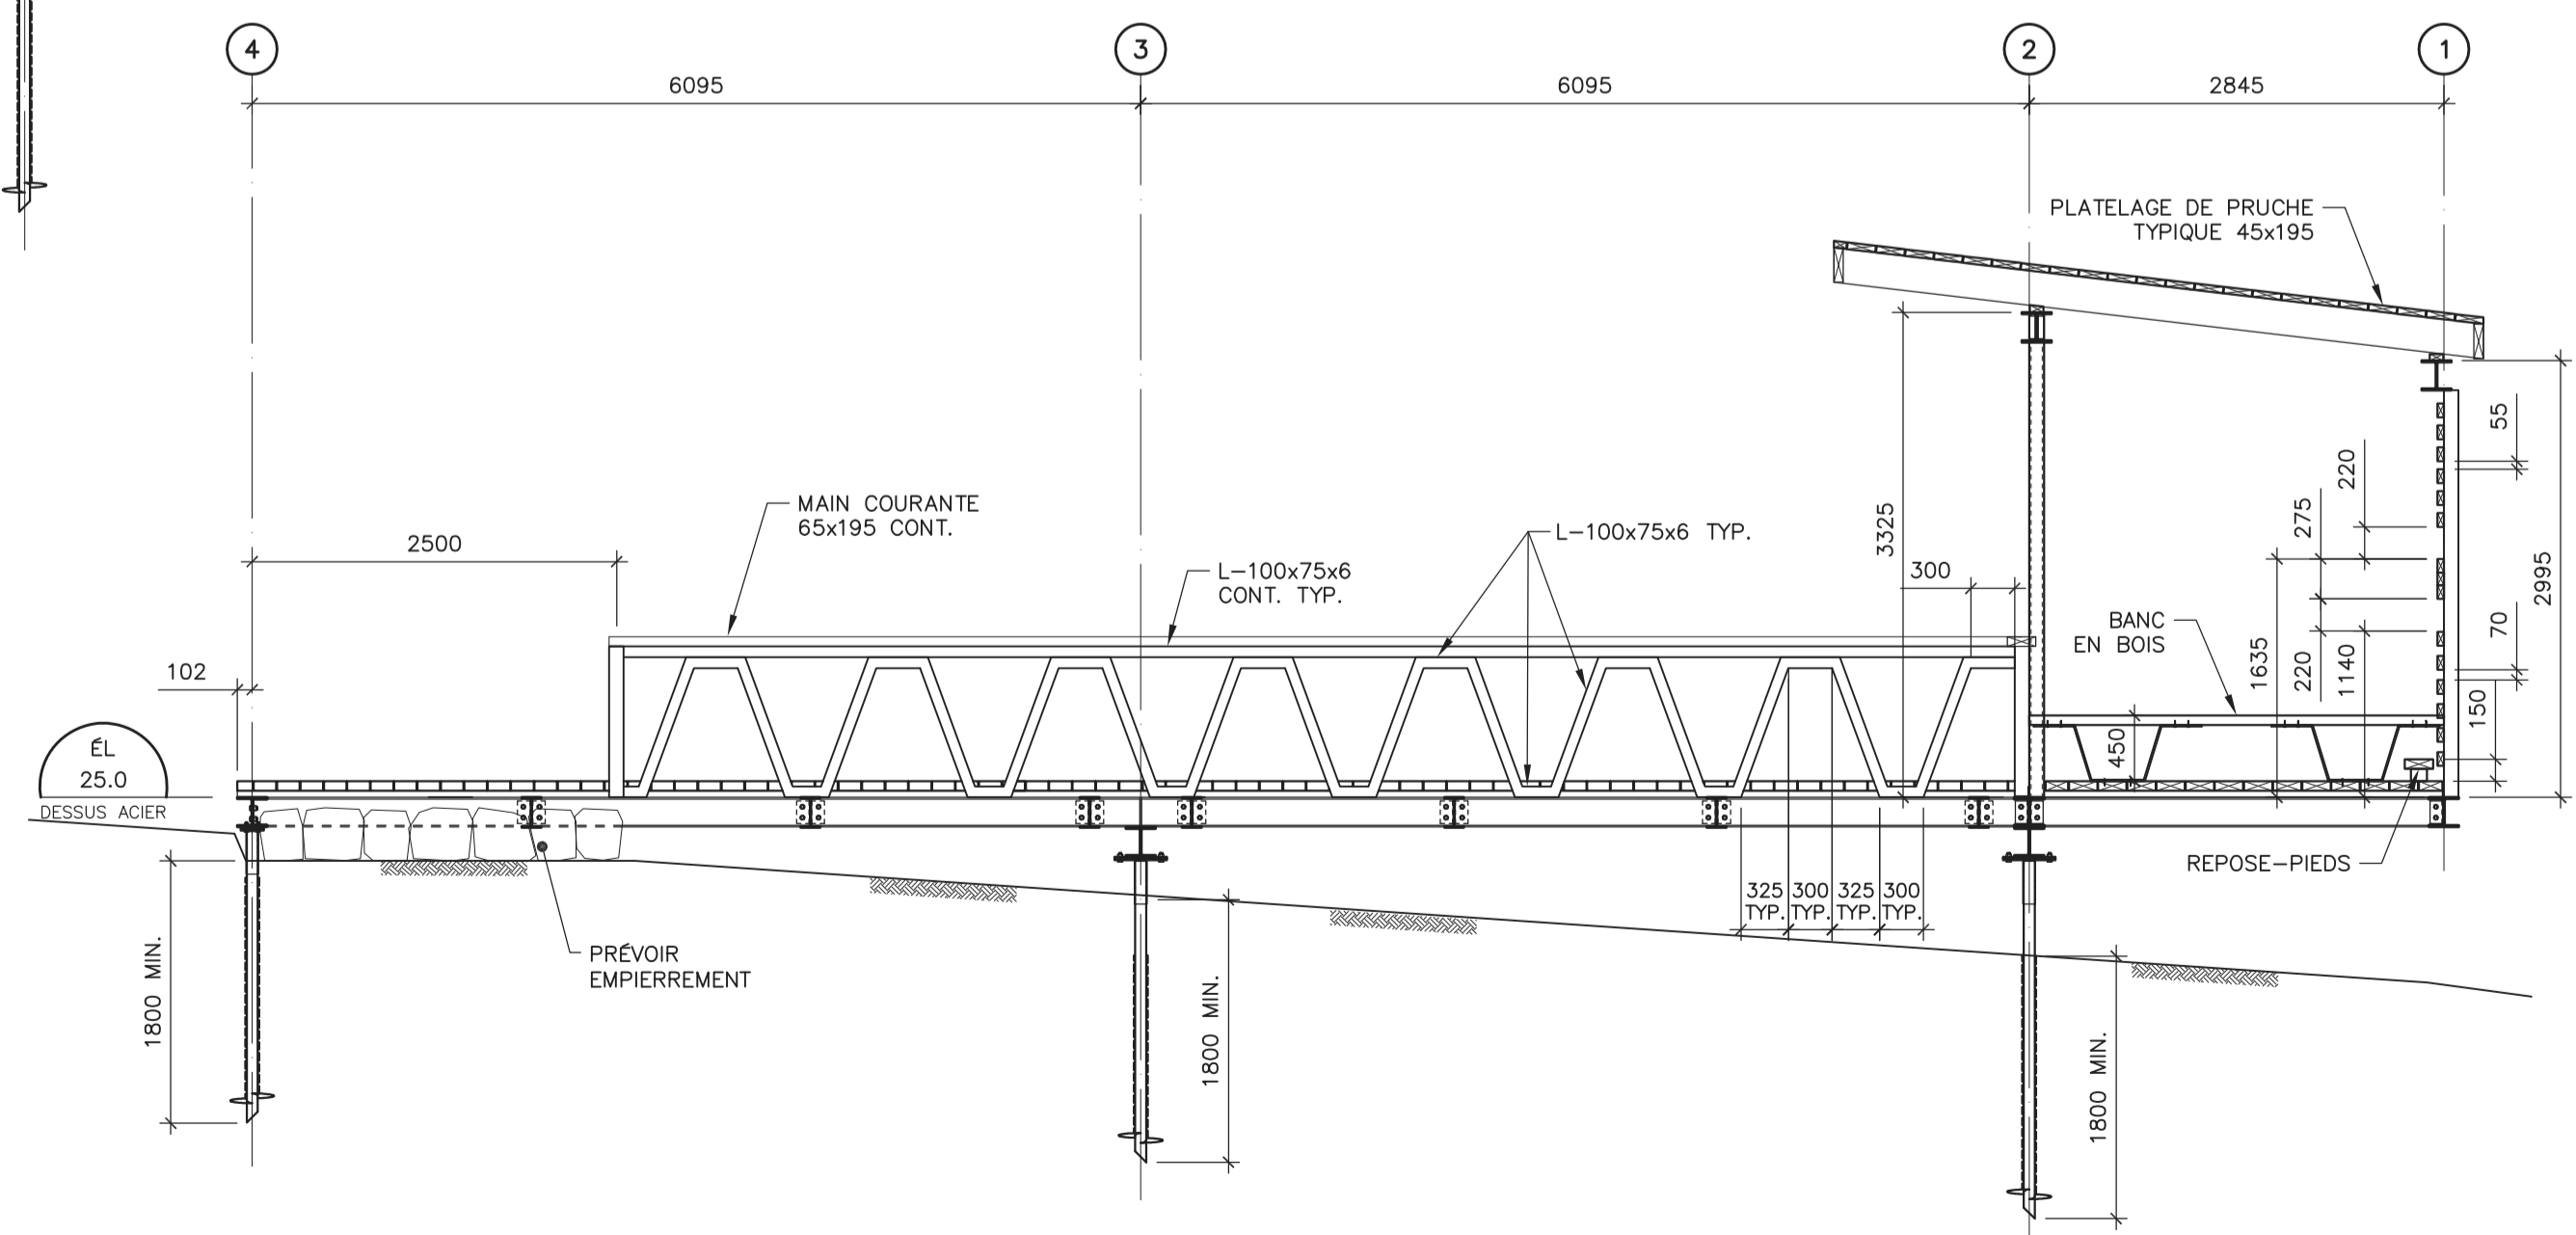 4
3
2
1
6095
6095
2845
PLATELAGE DE PRUCHE
TYPIQUE 45x195
MAIN COURANTE
65x195 CONT.
2500
L-100x75x6
CONT. TYP.
L-100x75x6 TYP.
3325
300
55
220
275
2995
BANC
EN BOIS
1635
220
1140
70
150
450
102
ÉL
25.0
DESSUS ACIER
REPOSE-PIEDS
325
TYP.
300
TYP.
325
TYP.
300
TYP.
PRÉVOIR
EMPIERREMENT
1800 MIN.
1800 MIN.
1800 MIN.